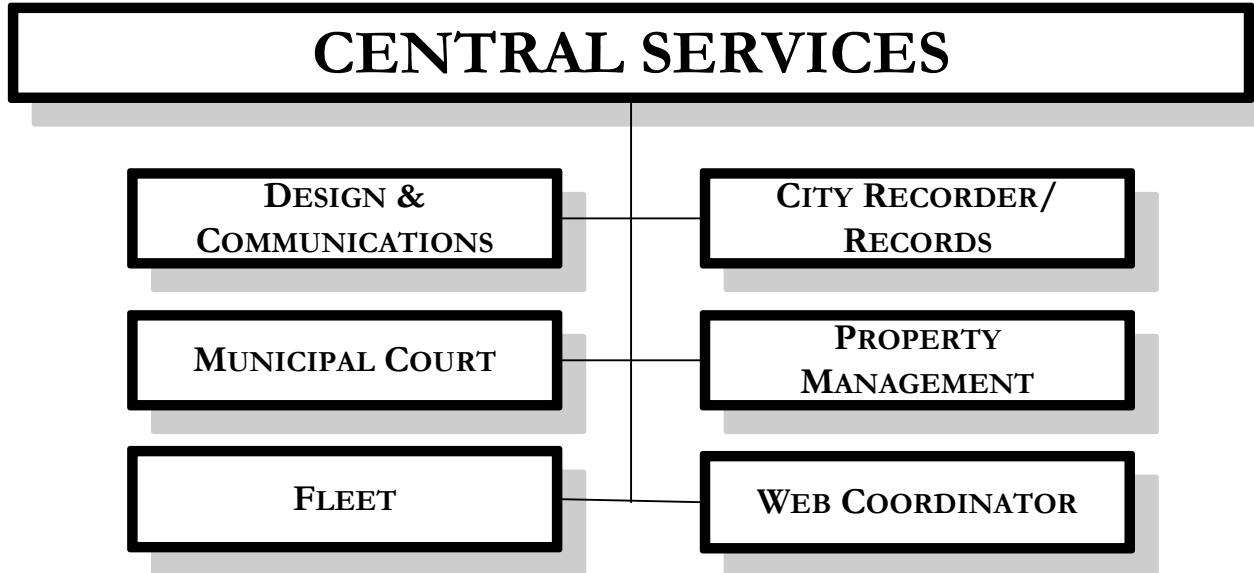 CENTRAL SERVICES
DESIGN &
COMMUNICATIONS
CITY RECORDER/
RECORDS
MUNICIPAL COURT
PROPERTY
MANAGEMENT
FLEET
WEB COORDINATOR